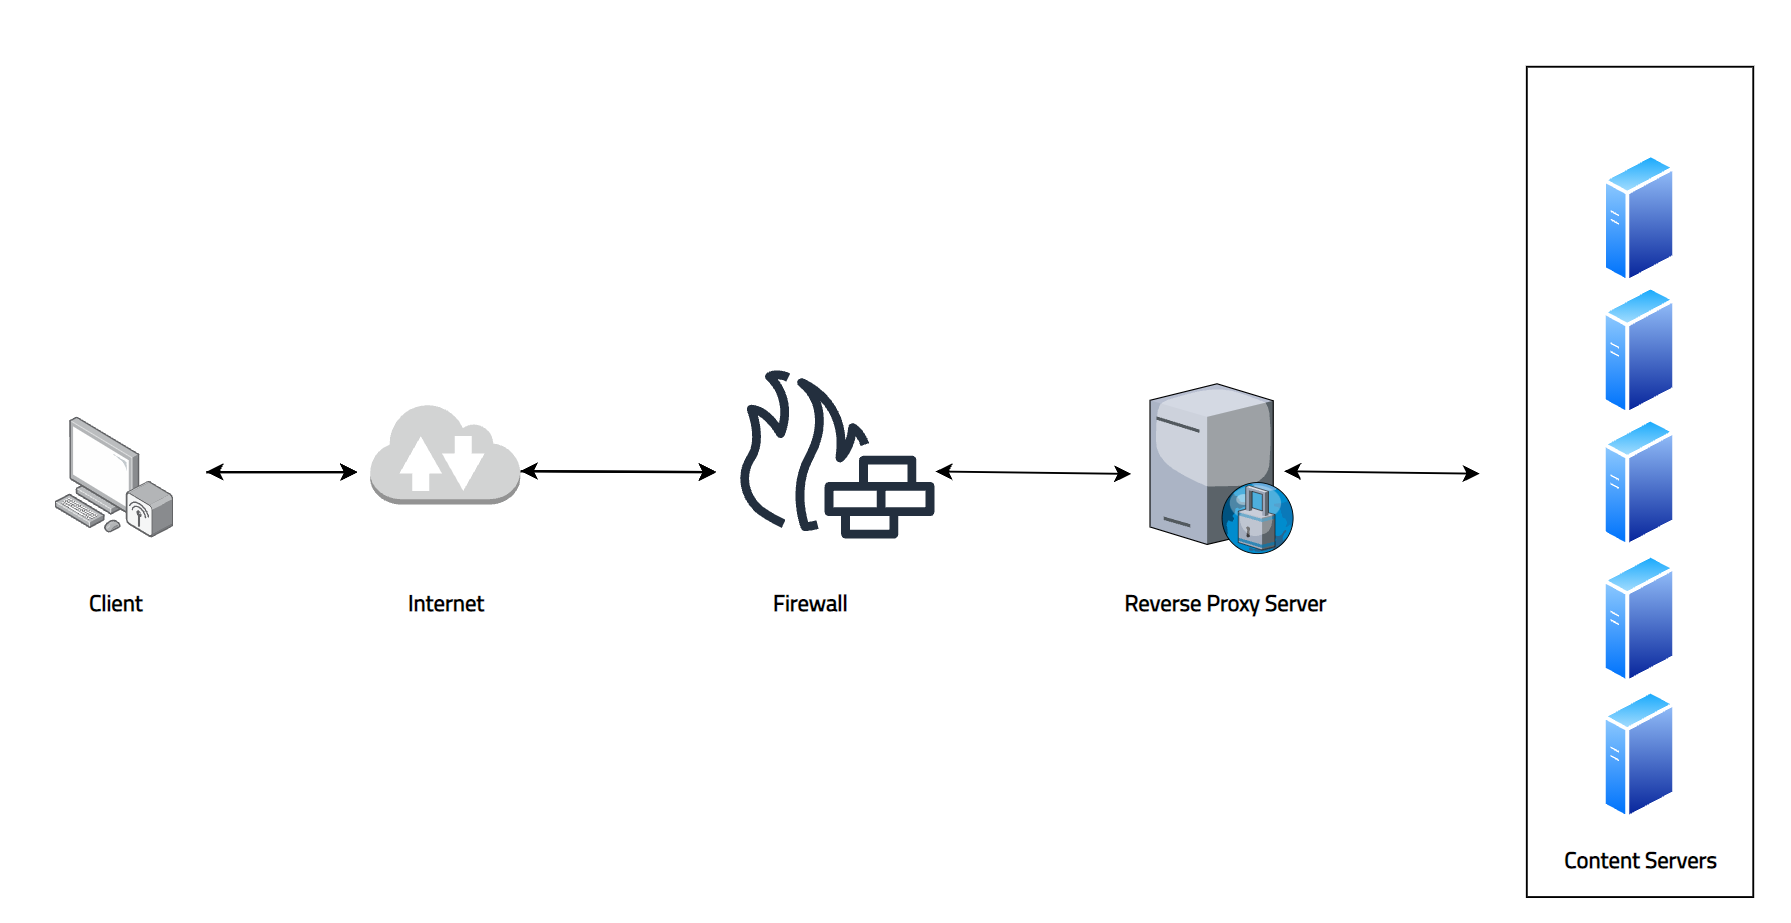 Client
Internet
Firewall
Reverse Proxy Server
Content Servers